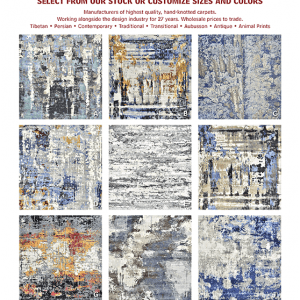 SELECT FROM OUR STOCK OR CUSTOMIZE SIZES AND COLORS
Manufacturers of highest quality, hand-knotted carpets.
Working alongside the design industry for 27 years. Wholesale prices to trade.
Tibetan • Persian • Contemporary • Traditional • Transitional • Aubusson • Antique • Animal Prints